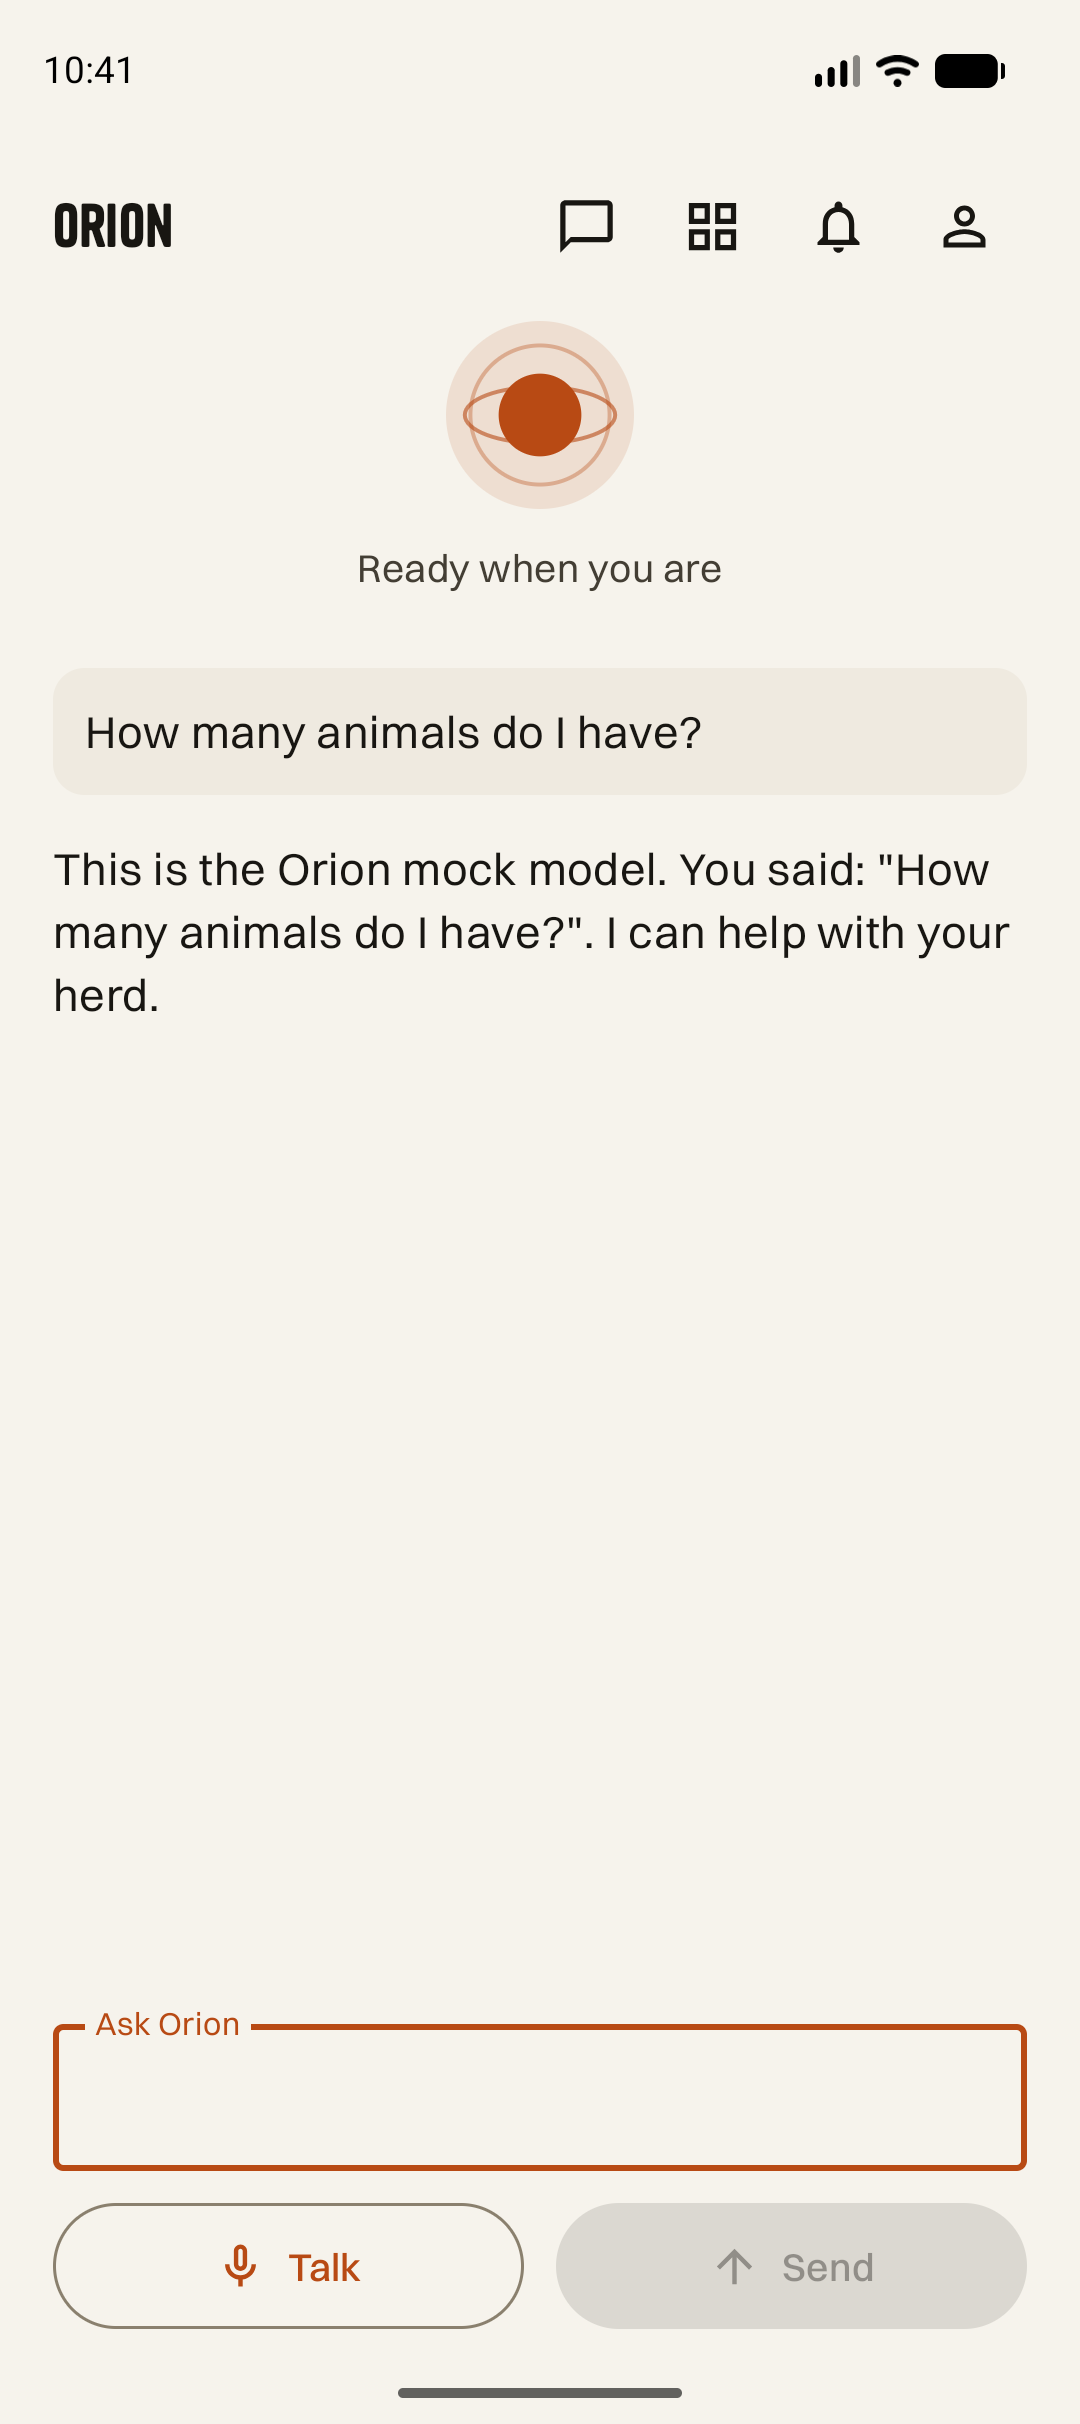 10:41
ORION
Ready when you are
How many animals do I have?
This is the Orion mock model. You said: "How
many animals do I have?". I can help with your
herd.
Ask Orion
Talk
Send